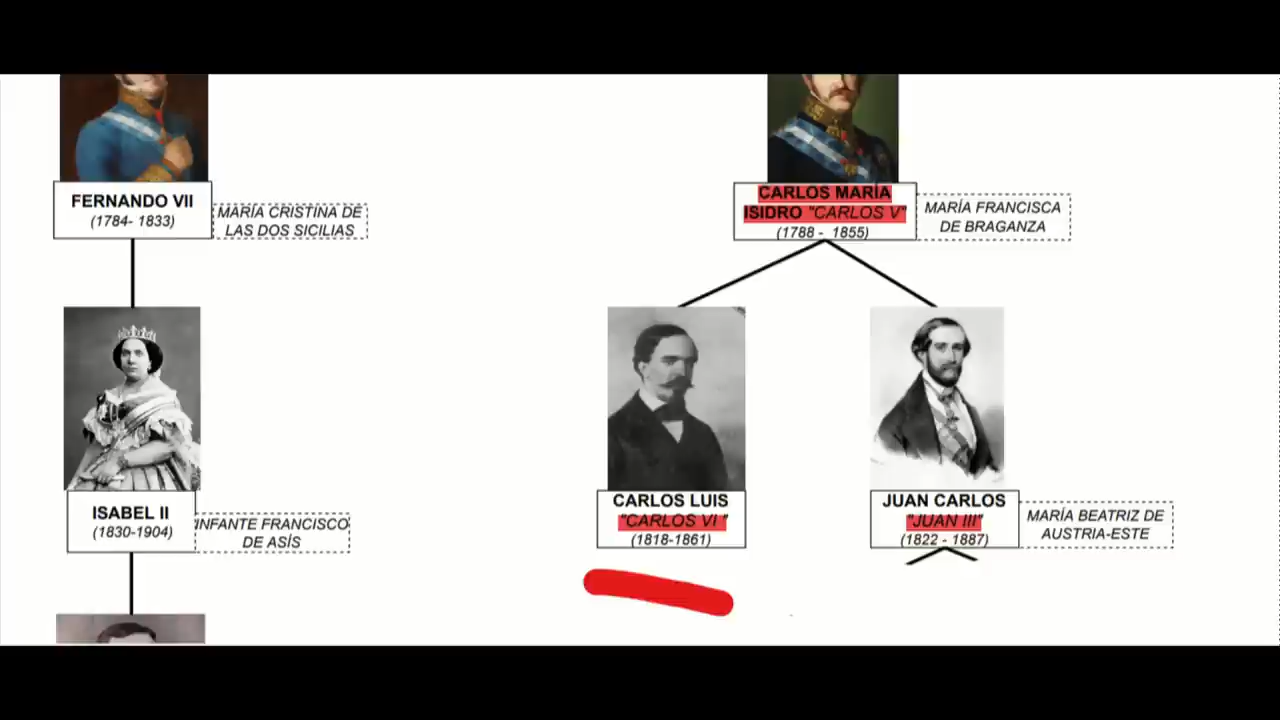 FERNANDO VII
(1784- 1833)
MARÍA CRISTINA DE
LAS DOS SICILIAS
CARLOS MARÍA
ISIDRO "CARLOS V"
(1788 - 1855)
MARÍA FRANCISCA
DE BRAGANZA
ISABEL II
(1830-1904)
INFANTE FRANCISCO
DE ASÍS
CARLOS LUIS
"CARLOS VI "
(1818-1861)
JUAN CARLOS
"JUAN III"
(1822 - 1887)
MARÍA BEATRIZ DE
AUSTRIA-ESTE